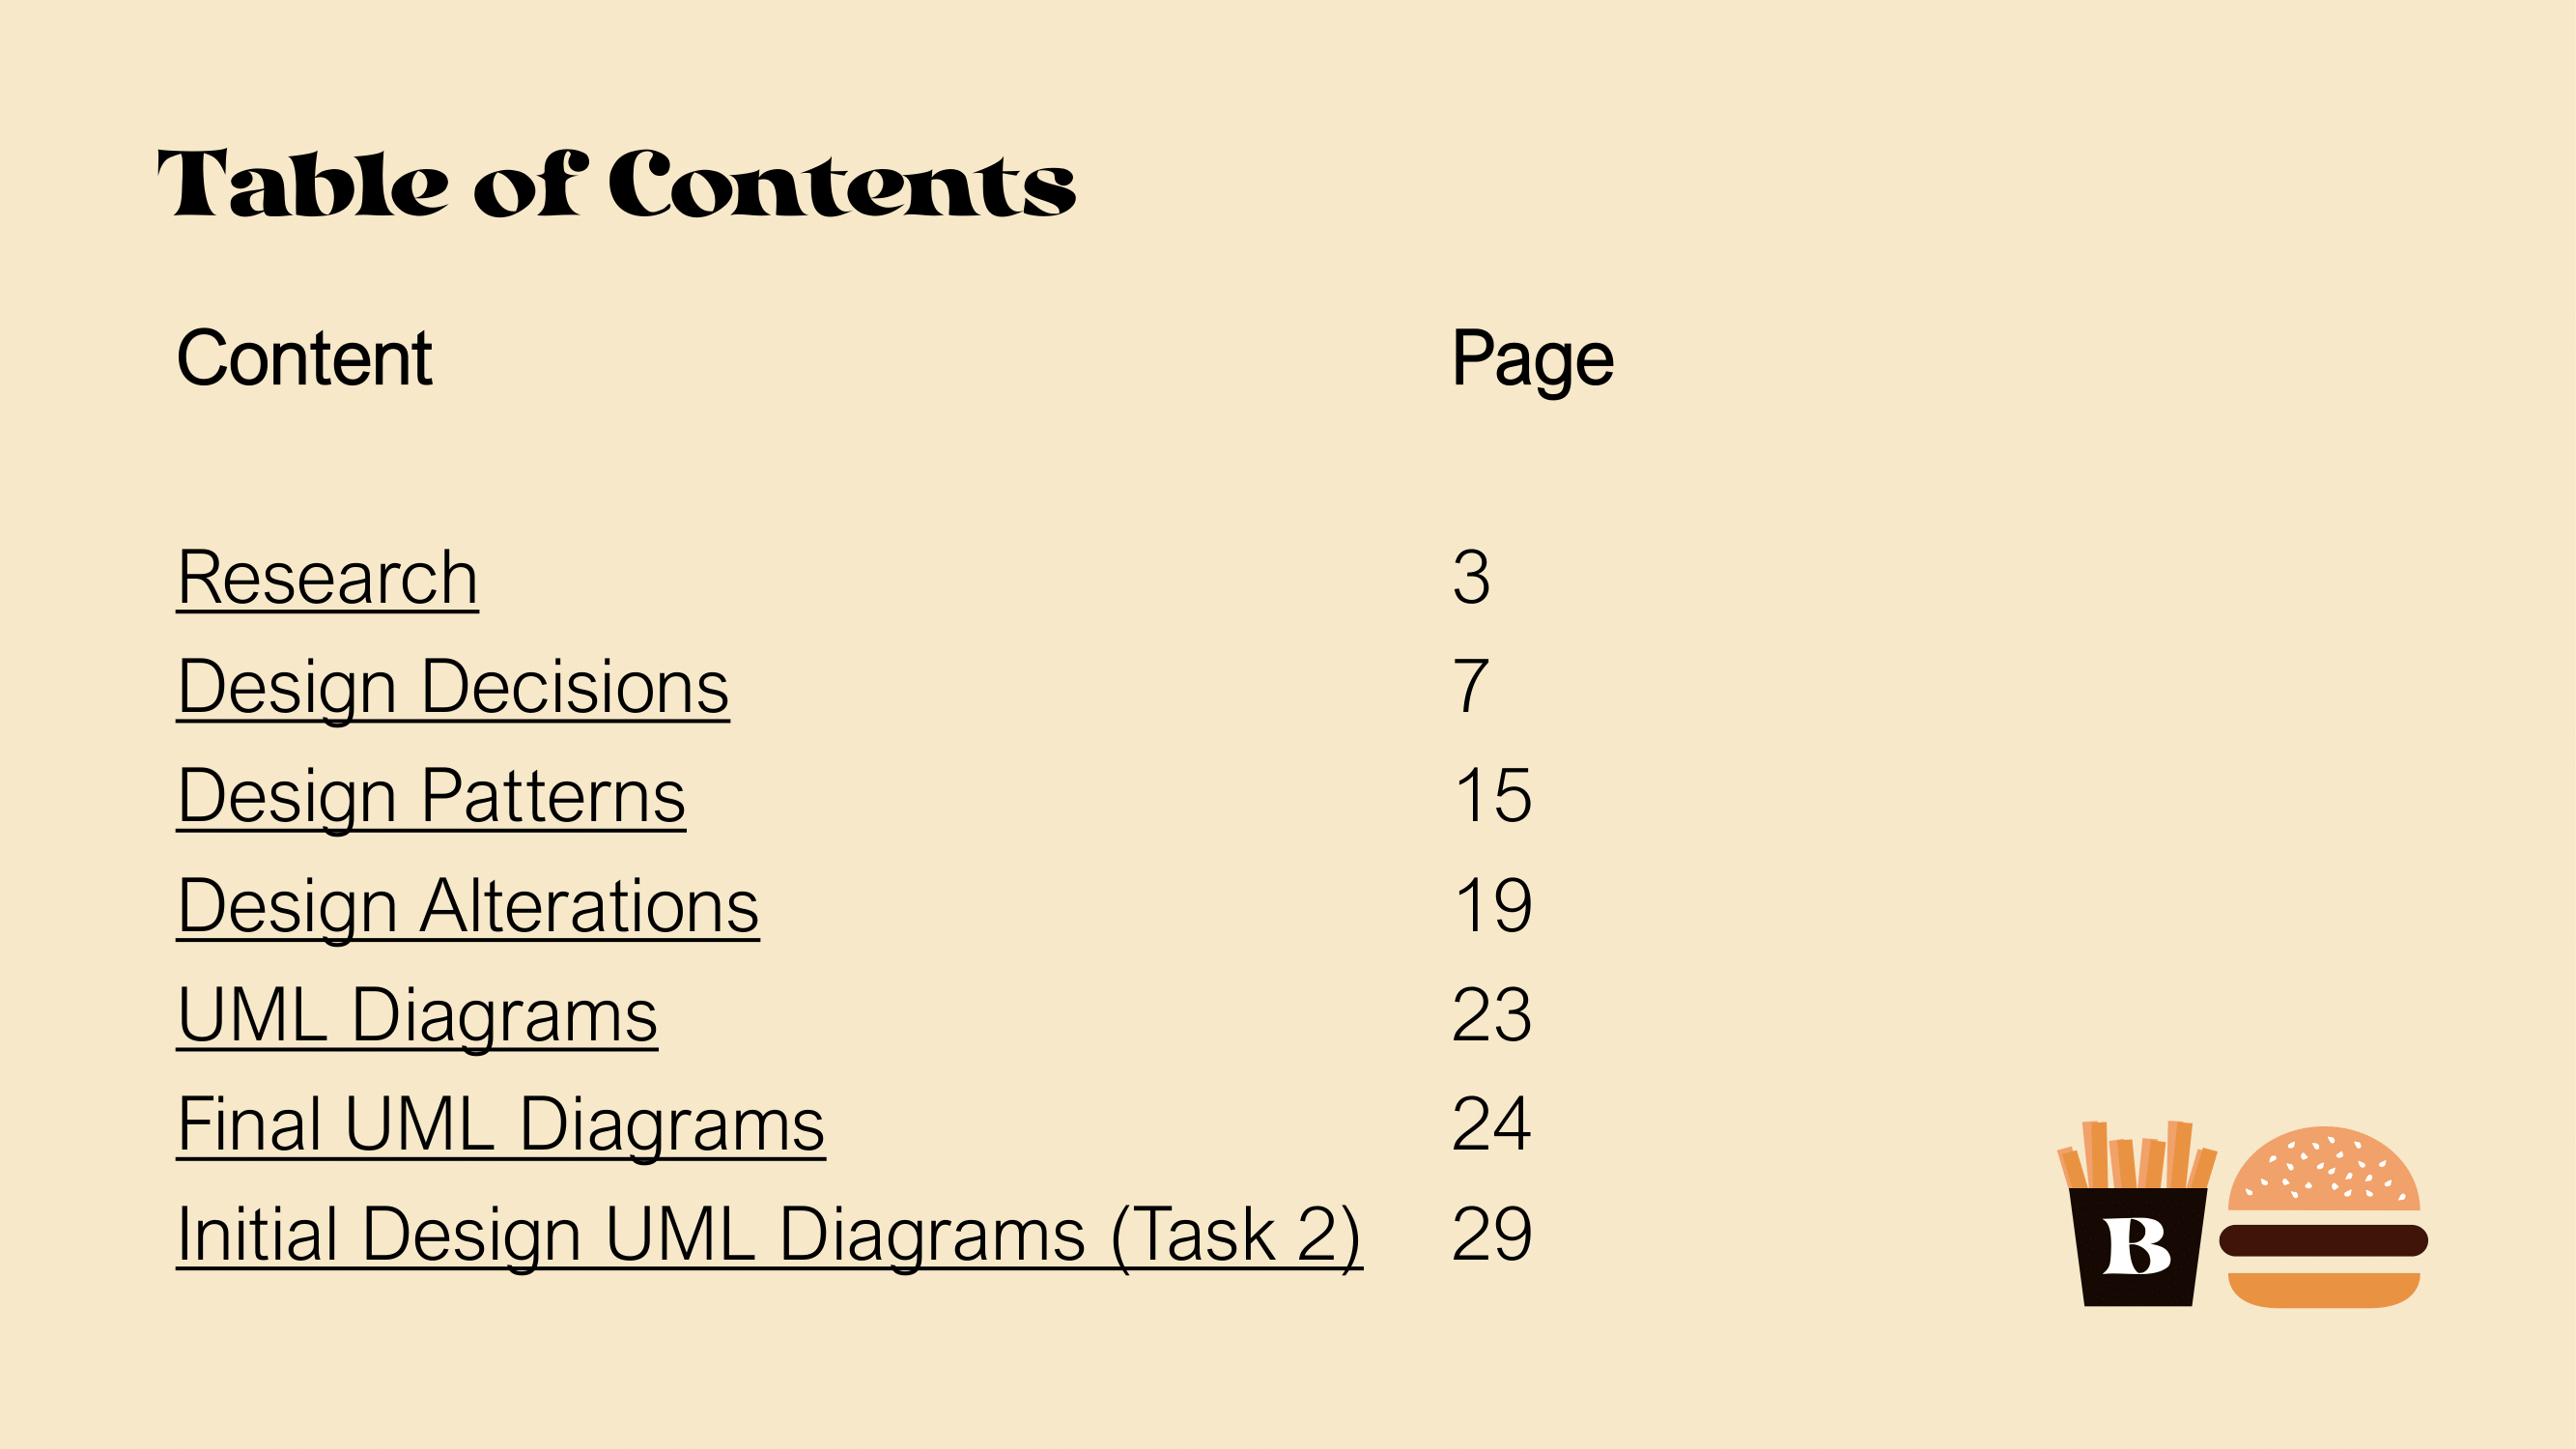 Table of Contents
Content Page
Research 3
Design Decisions 7
Design Patterns 15
Design Alterations 19
UML Diagrams 23
Final UML Diagrams 24
Initial Design UML Diagrams (Task 2) 29
B